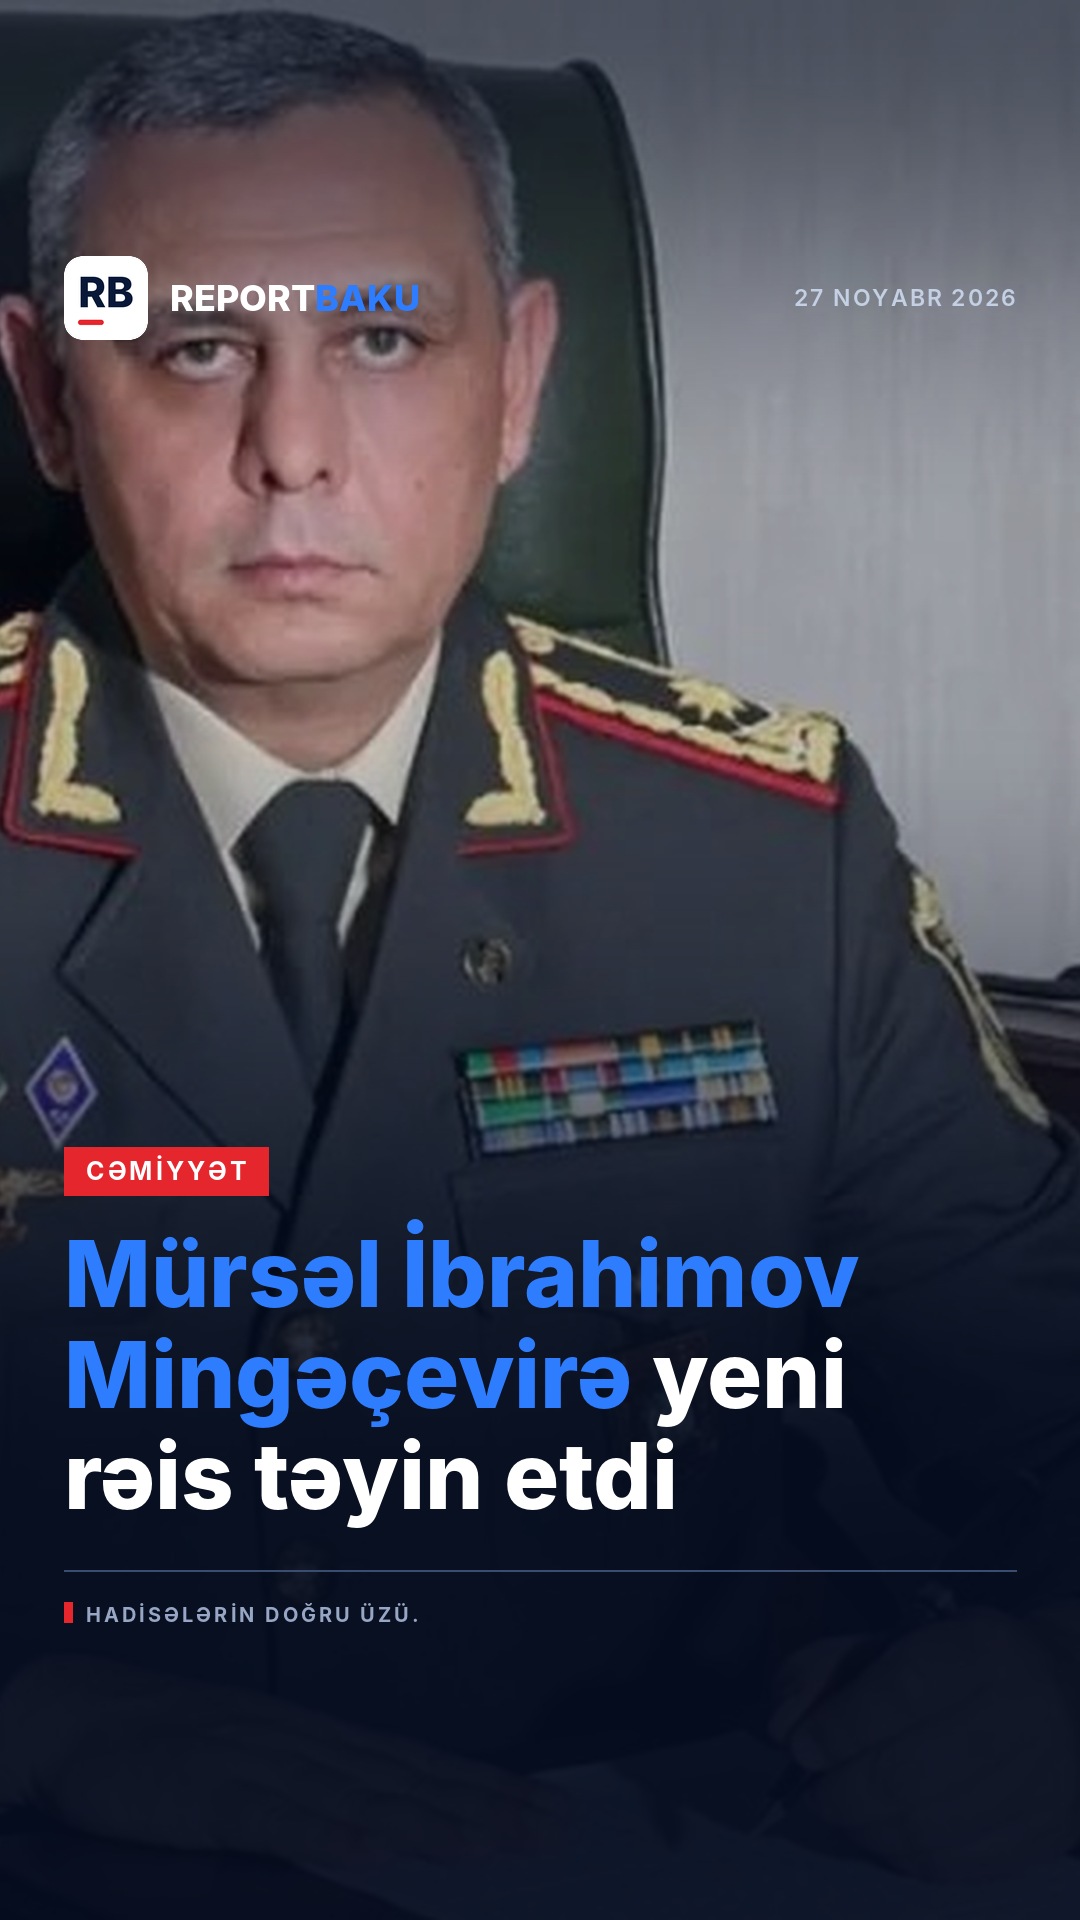 RB
REPORTBAKU
27 NOYABR 2026
CƏMİYYƏT
Mürsəl İbrahimov
Mingəçevirə yeni
rəis təyin etdi
HADİSƏLƏRİN DOĞRU ÜZÜ.